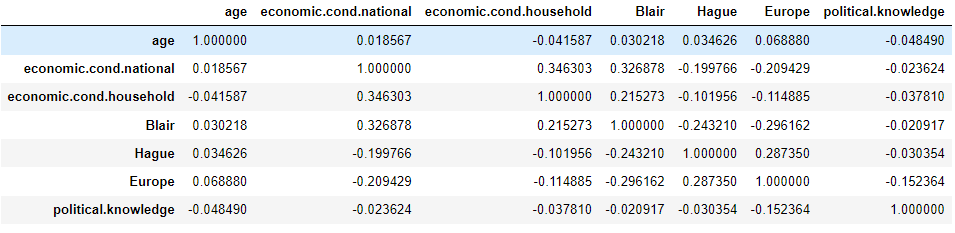 age economic.cond.national economic.cond.household Blair Hague Europe political.knowledge
age 1.000000 0.018567 -0.041587 0.030218 0.034626 0.068880 -0.048490
economic.cond.national 0.018567 1.000000 0.346303 0.326878 -0.199766 -0.209429 -0.023624
economic.cond.household -0.041587 0.346303 1.000000 0.215273 -0.101956 -0.114885 -0.037810
Blair 0.030218 0.326878 0.215273 1.000000 -0.243210 -0.296162 -0.020917
Hague 0.034626 -0.199766 -0.101956 -0.243210 1.000000 0.287350 -0.030354
Europe 0.068880 -0.209429 -0.114885 -0.296162 0.287350 1.000000 -0.152364
political.knowledge -0.048490 -0.023624 -0.037810 -0.020917 -0.030354 -0.152364 1.000000